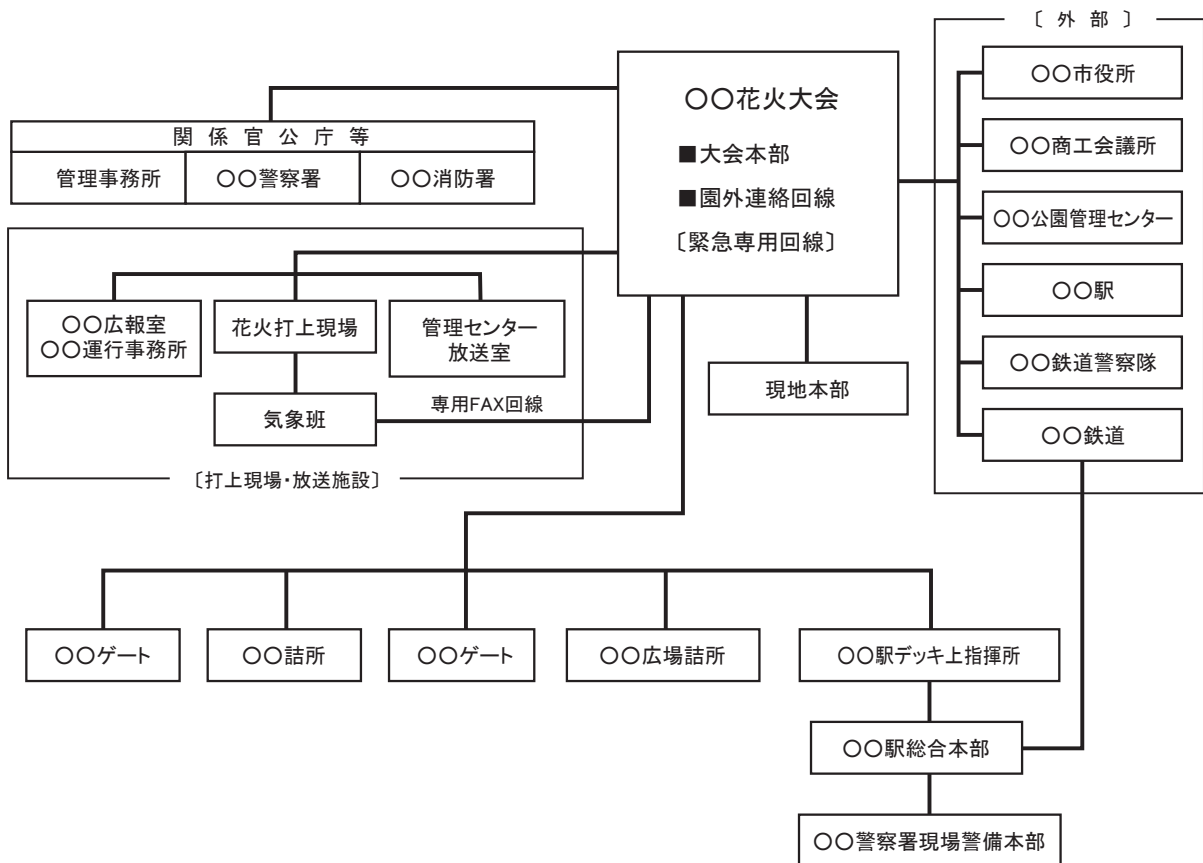 〔外部〕
〇〇花火大会
■大会本部
■園外連絡回線
〔緊急専用回線〕
〇〇市役所
〇〇商工会議所
〇〇公園管理センター
〇〇駅
〇〇鉄道警察隊
〇〇鉄道
関係官公庁等
管理事務所
〇〇警察署
〇〇消防署
〇〇広報室
〇〇運行事務所
花火打上現場
管理センター
放送室
気象班
専用FAX回線
〔打上現場・放送施設〕
現地本部
〇〇ゲート
〇〇詰所
〇〇ゲート
〇〇広場詰所
〇〇駅デッキ上指揮所
〇〇駅総合本部
〇〇警察署現場警備本部